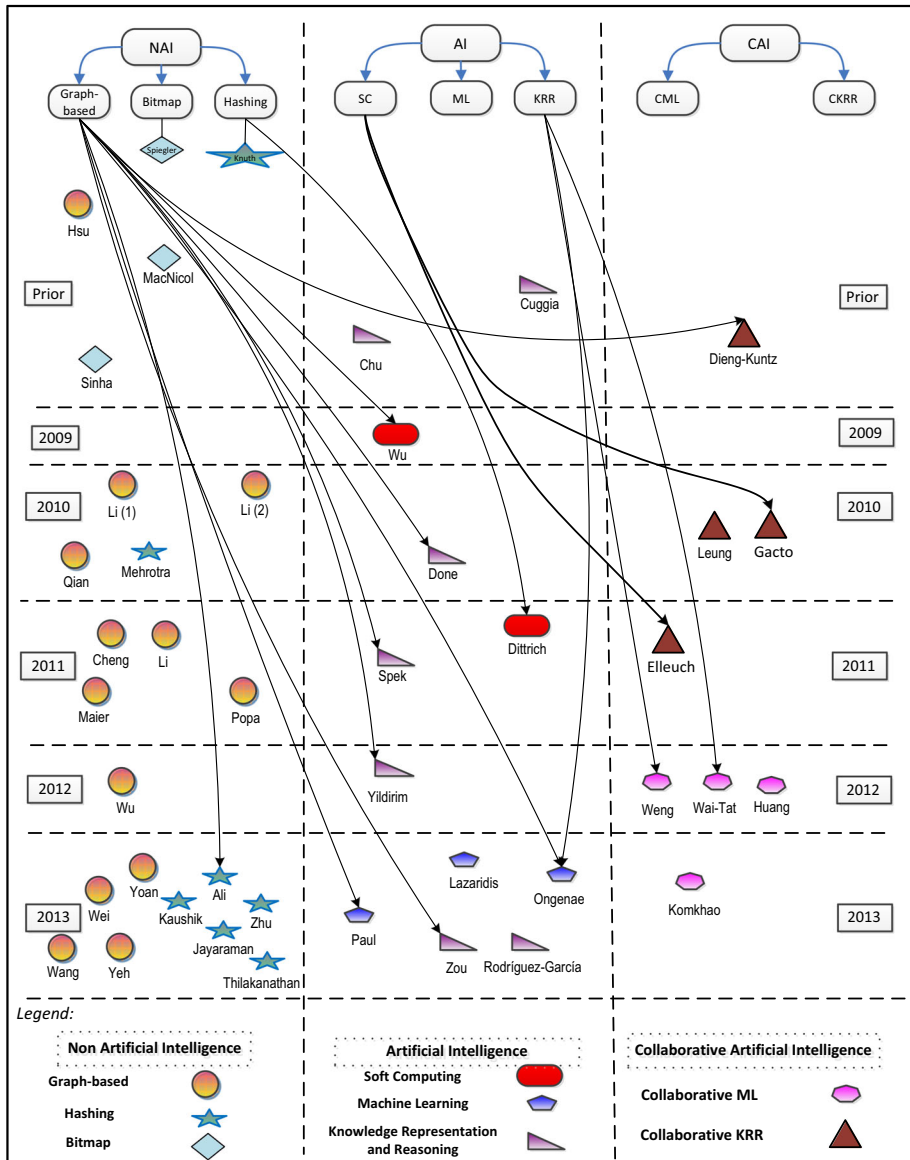 NAI
AI
CAI
Graph-based
Bitmap
Hashing
SC
ML
KRR
CML
CKRR
Spiegler
Knuth
Hsu
MacNicol
Cuggia
Prior
Prior
Chu
Dieng-Kuntz
Sinha
2009
Wu
2009
2010
Li (1)
Li (2)
2010
Qian
Mehrotra
Done
Leung
Gacto
Cheng
Li
Dittrich
2011
Spek
Elleuch
2011
Maier
Popa
2012
Wu
Yildirim
Weng
Wai-Tat
Huang
2012
Yoan
Ali
Lazaridis
Ongenae
Komkhao
Wei
Kaushik
Zhu
2013
Paul
2013
Wang
Yeh
Jayaraman
Zou
Rodríguez-García
Thilakanathan
Legend:
Non Artificial Intelligence
Graph-based
Hashing
Bitmap
Artificial Intelligence
Soft Computing
Machine Learning
Knowledge Representation
and Reasoning
Collaborative Artificial Intelligence
Collaborative ML
Collaborative KRR